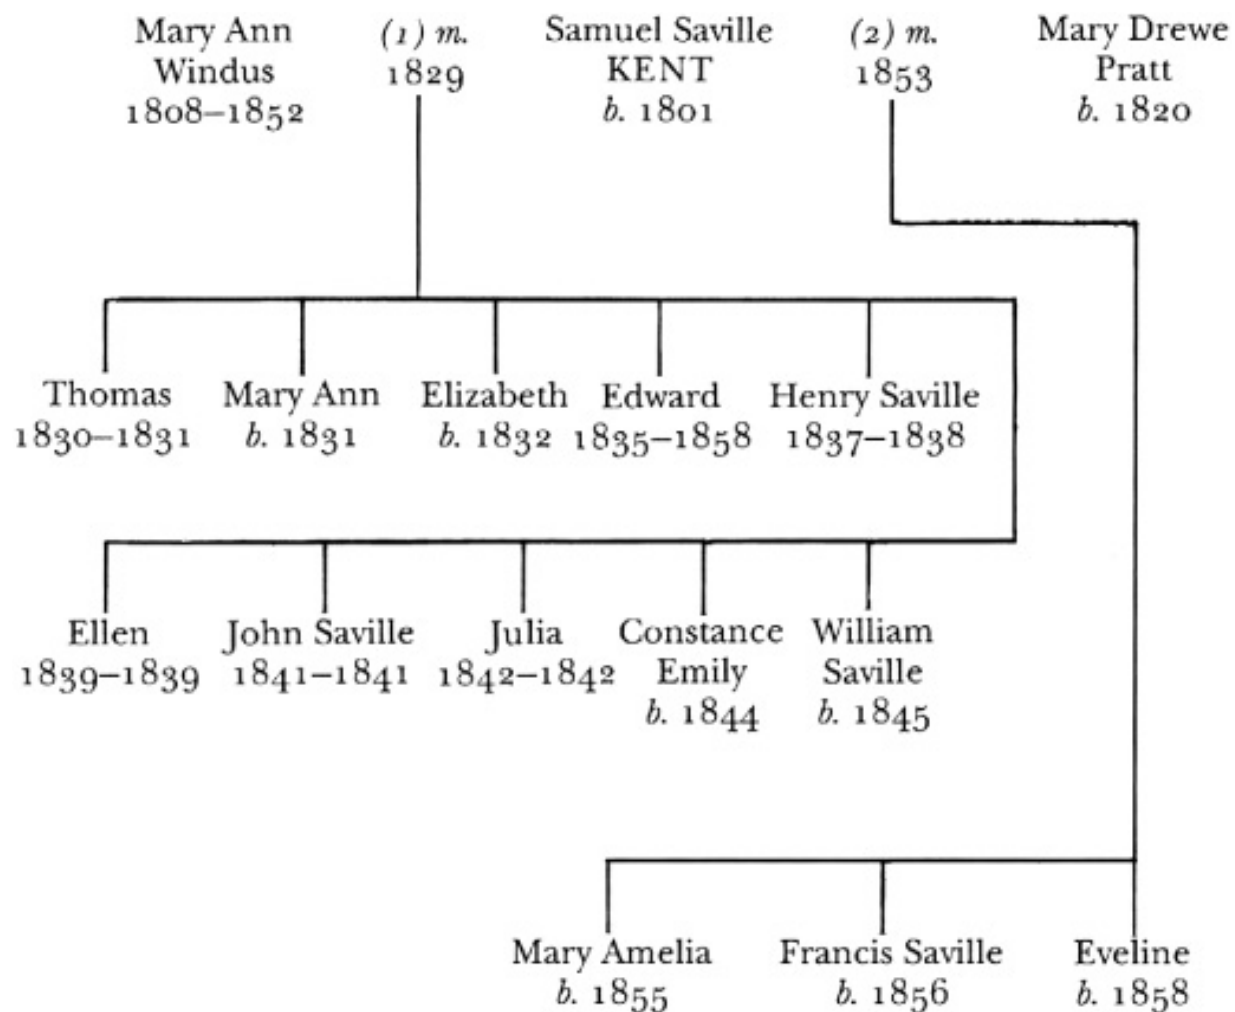 Mary Ann
Windus
1808–1852
(1) m.
1829
Samuel Saville
KENT
b. 1801
(2) m.
1853
Mary Drewe
Pratt
b. 1820
Thomas
1830–1831
Mary Ann
b. 1831
Elizabeth
b. 1832
Edward
1835–1858
Henry Saville
1837–1838
Ellen
1839–1839
John Saville
1841–1841
Julia
1842–1842
Constance
Emily
b. 1844
William
Saville
b. 1845
Mary Amelia
b. 1855
Francis Saville
b. 1856
Eveline
b. 1858